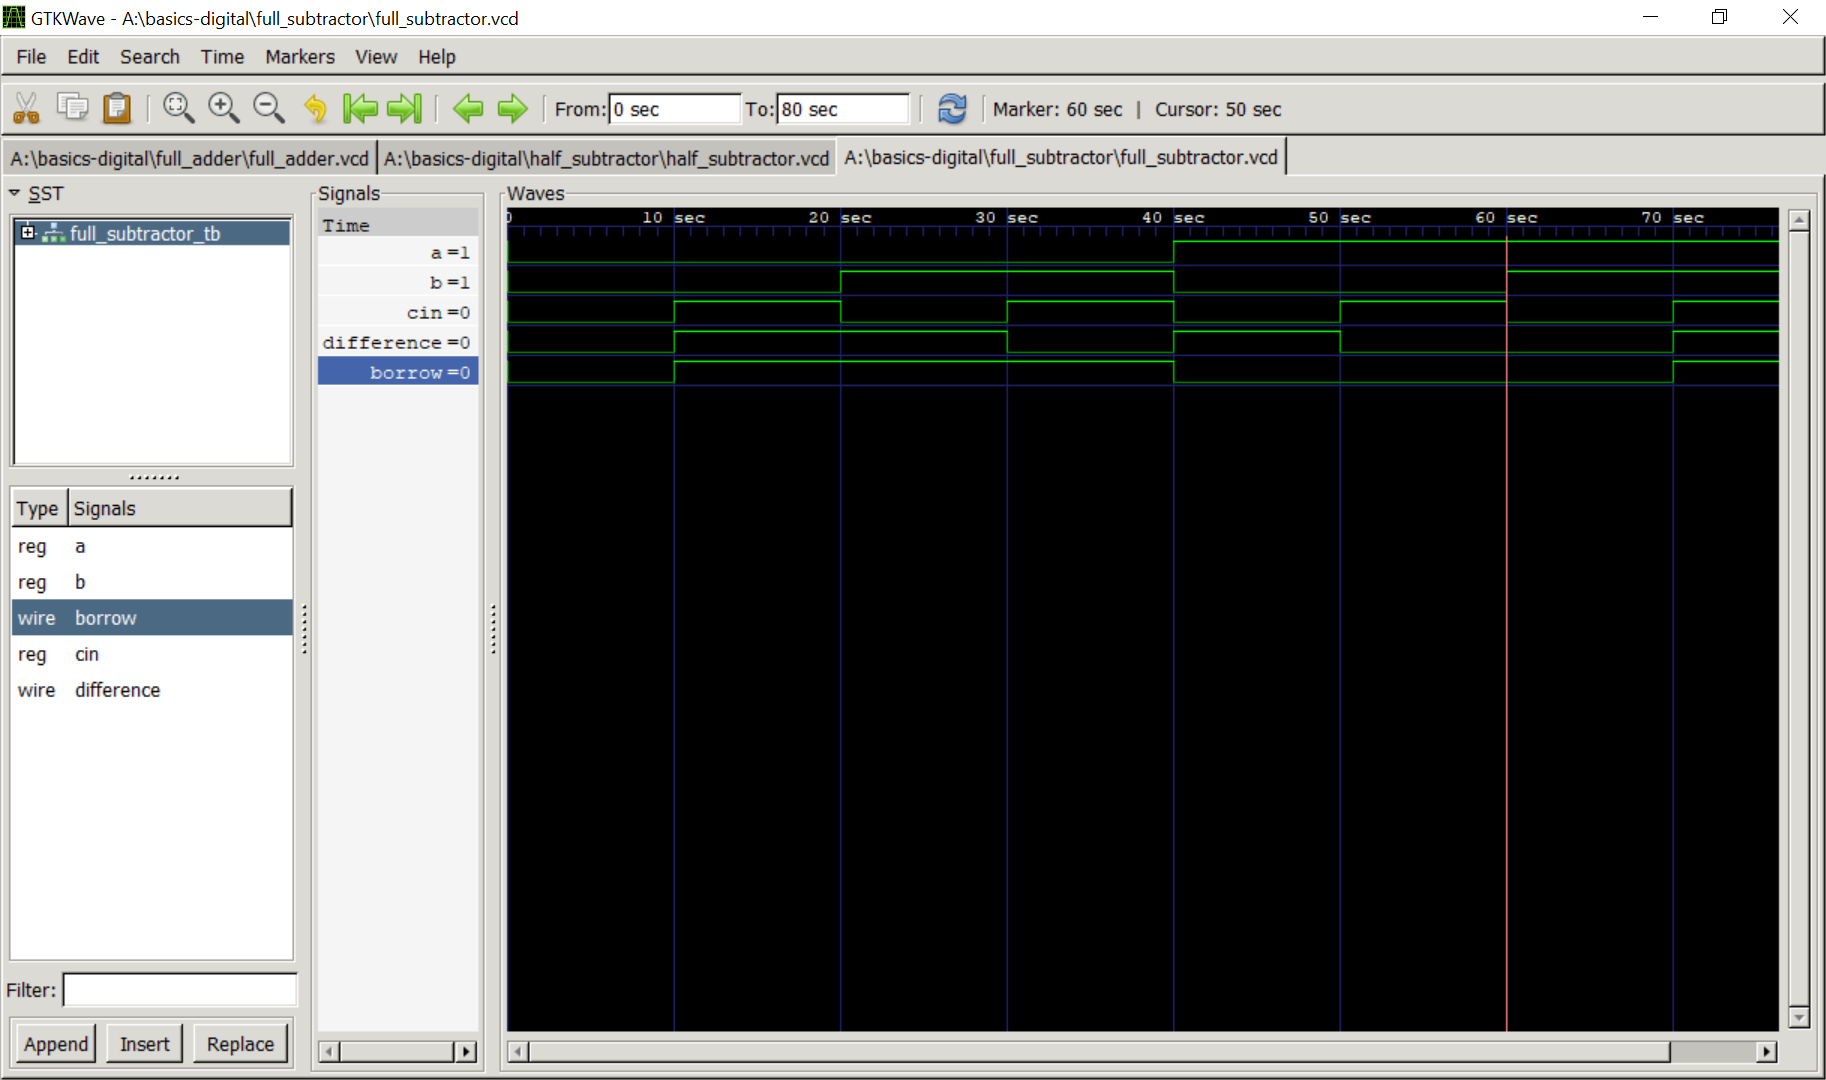 GTKWave - A:\basics-digital\full_subtractor\full_subtractor.vcd
File Edit Search Time Markers View Help
From: 0 sec To: 80 sec Marker: 60 sec | Cursor: 50 sec
A:\basics-digital\full_adder\full_adder.vcd A:\basics-digital\half_subtractor\half_subtractor.vcd A:\basics-digital\full_subtractor\full_subtractor.vcd
SST
full_subtractor_tb
Type Signals
reg a
reg b
wire borrow
reg cin
wire difference
Filter:
Append Insert Replace
Signals
Time
a =1
b =1
cin =0
difference =0
borrow =0
Waves
0 10 sec 20 sec 30 sec 40 sec 50 sec 60 sec 70 sec